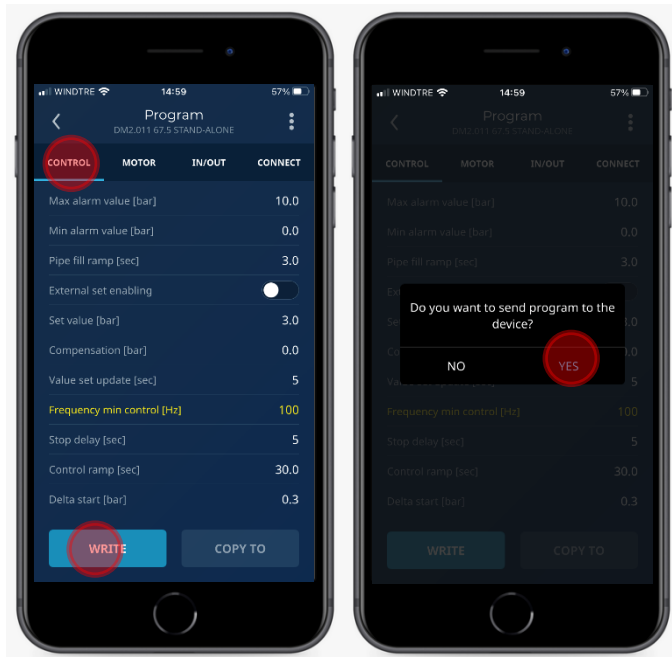 WINDTRE 14:59 57%
Program
DM2.011 67.5 STAND-ALONE
CONTROL MOTOR IN/OUT CONNECT
Max alarm value [bar] 10.0
Min alarm value [bar] 0.0
Pipe fill ramp [sec] 3.0
External set enabling
Set value [bar] 3.0
Compensation [bar] 0.0
Value set update [sec] 5
Frequency min control [Hz] 100
Stop delay [sec] 5
Control ramp [sec] 30.0
Delta start [bar] 0.3
WRITE COPY TO
WINDTRE 14:59 57%
Program
DM2.011 67.5 STAND-ALONE
CONTROL MOTOR IN/OUT CONNECT
Max alarm value [bar] 10.0
Min alarm value [bar] 0.0
Pipe fill ramp [sec] 3.0
Do you want to send program to the
device?
NO YES
5
Frequency min control [Hz] 100
Stop delay [sec] 5
Control ramp [sec] 30.0
Delta start [bar] 0.3
WRITE COPY TO